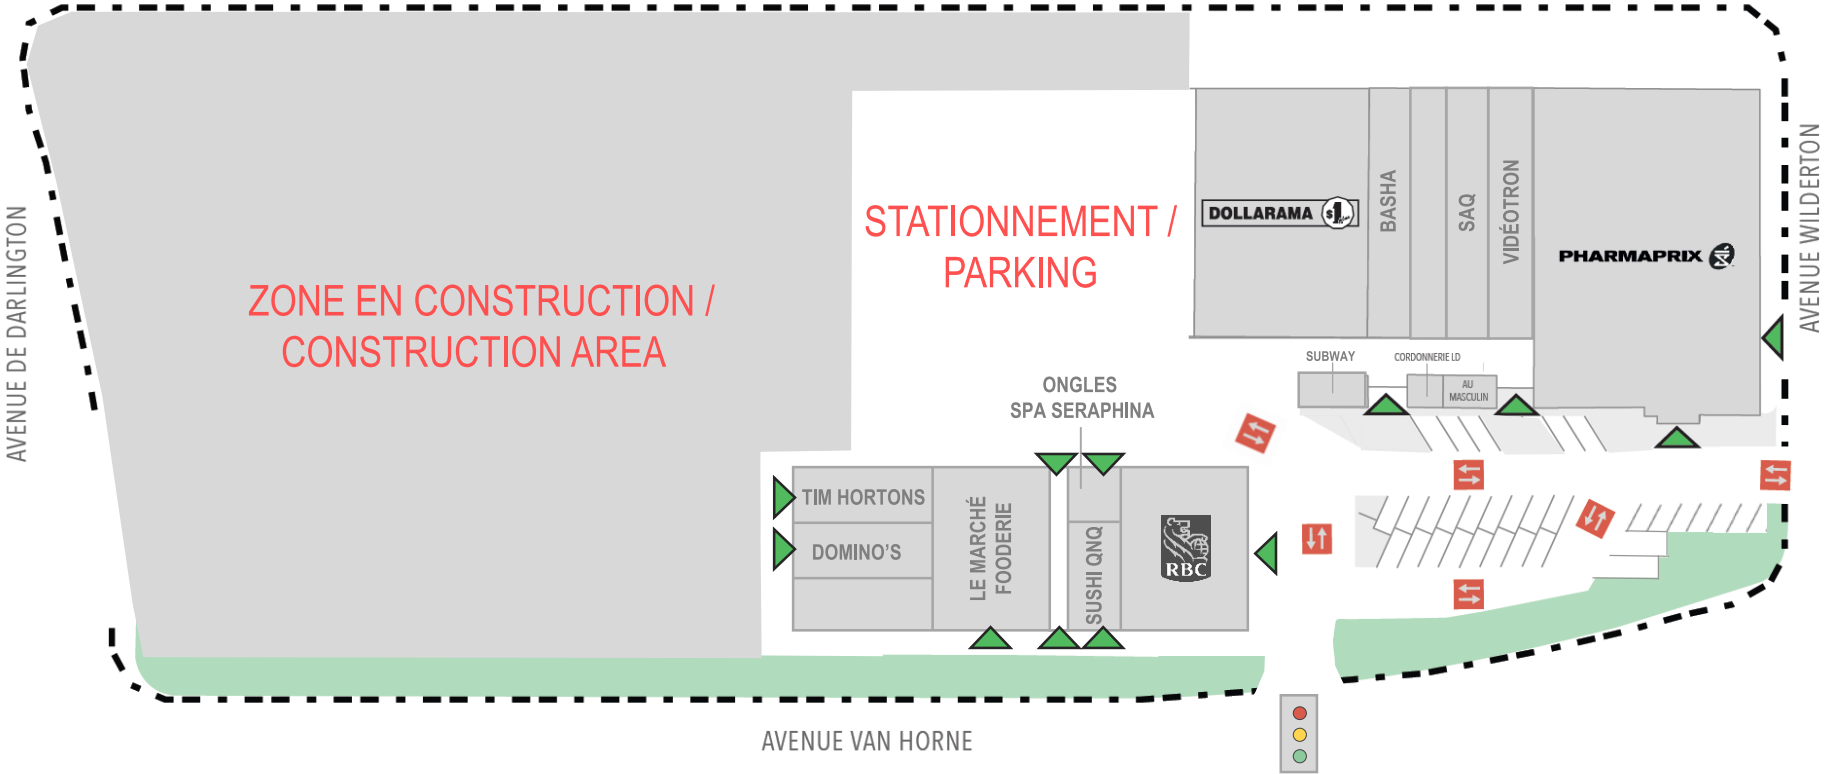 AVENUE DE DARLINGTON
ZONE EN CONSTRUCTION /
CONSTRUCTION AREA
STATIONNEMENT /
PARKING
DOLLARAMA $1
BASHA
SAQ
VIDÉOTRON
PHARMAPRIX
AVENUE WILDERTON
SUBWAY
CORDONNERIE LD
AU
MASCULIN
ONGLES
SPA SERAPHINA
TIM HORTONS
DOMINO'S
LE MARCHÉ
FOODERIE
SUSHI QNQ
RBC
AVENUE VAN HORNE